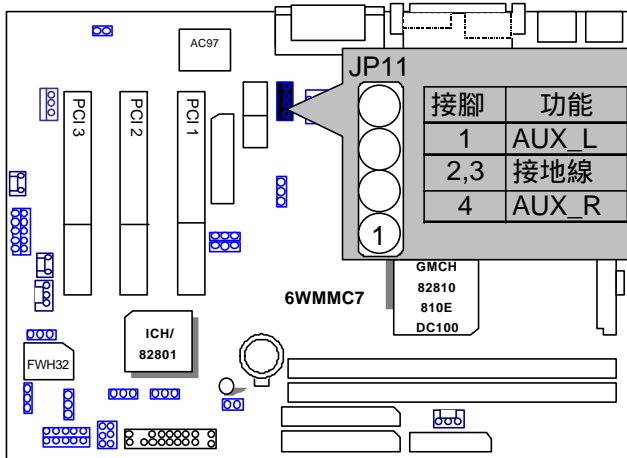 AC97
JP11
接腳 功能
1 AUX_L
2,3 接地線
4 AUX_R
1
PCI 3
PCI 2
PCI 1
6WMMC7
GMCH
82810
810E
DC100
ICH/
82801
FWH32